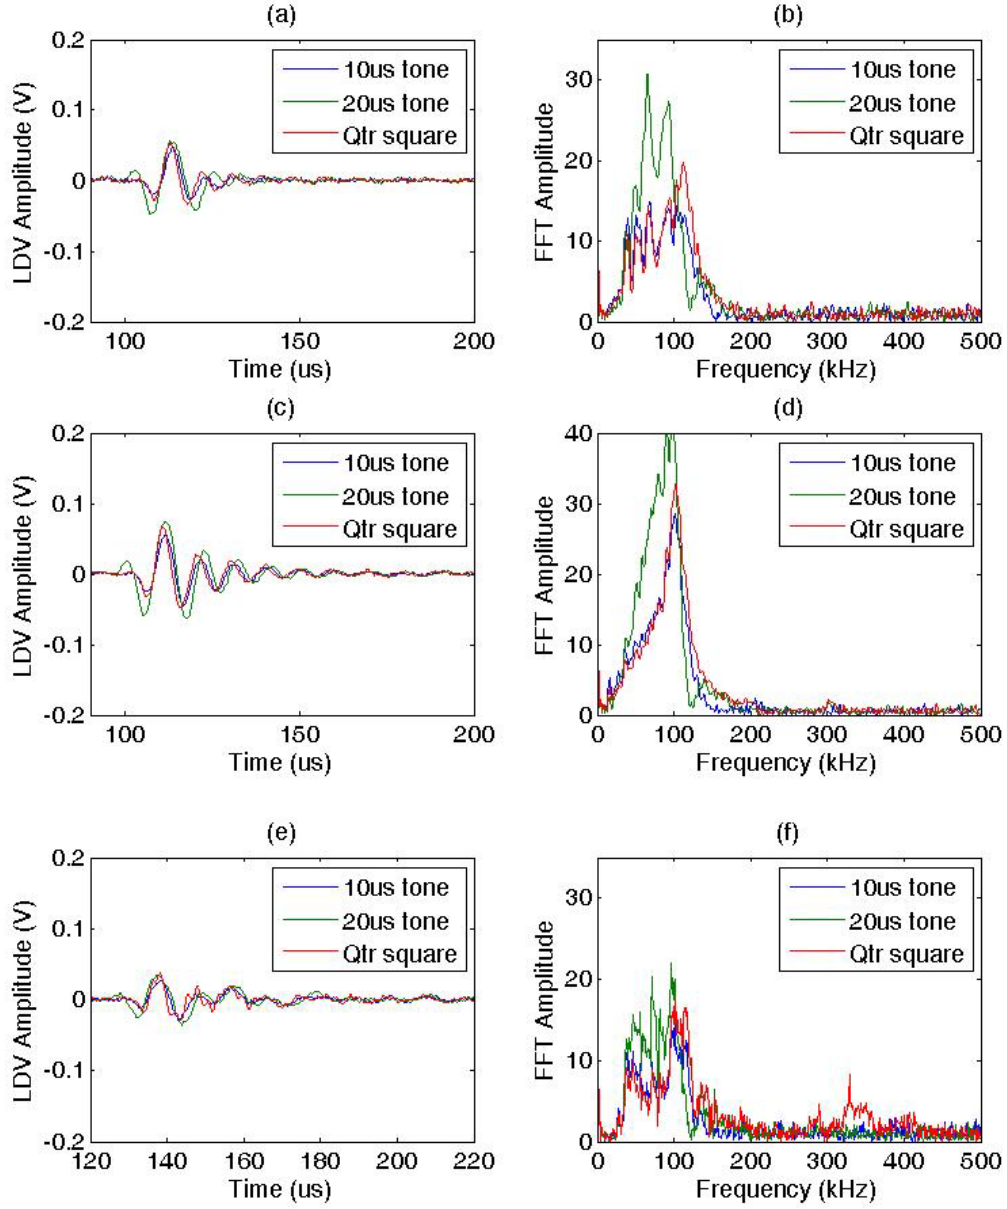 (a)
0.2
0.1
0
-0.1
-0.2
LDV Amplitude (V)
10us tone
20us tone
Qtr square
100
150
200
Time (us)
(b)
30
20
10
0
FFT Amplitude
10us tone
20us tone
Qtr square
0
100
200
300
400
500
Frequency (kHz)
(c)
0.2
0.1
0
-0.1
-0.2
LDV Amplitude (V)
10us tone
20us tone
Qtr square
100
150
200
Time (us)
(d)
40
30
20
10
0
FFT Amplitude
10us tone
20us tone
Qtr square
0
100
200
300
400
500
Frequency (kHz)
(e)
0.2
0.1
0
-0.1
-0.2
LDV Amplitude (V)
10us tone
20us tone
Qtr square
120
140
160
180
200
220
Time (us)
(f)
30
20
10
0
FFT Amplitude
10us tone
20us tone
Qtr square
0
100
200
300
400
500
Frequency (kHz)